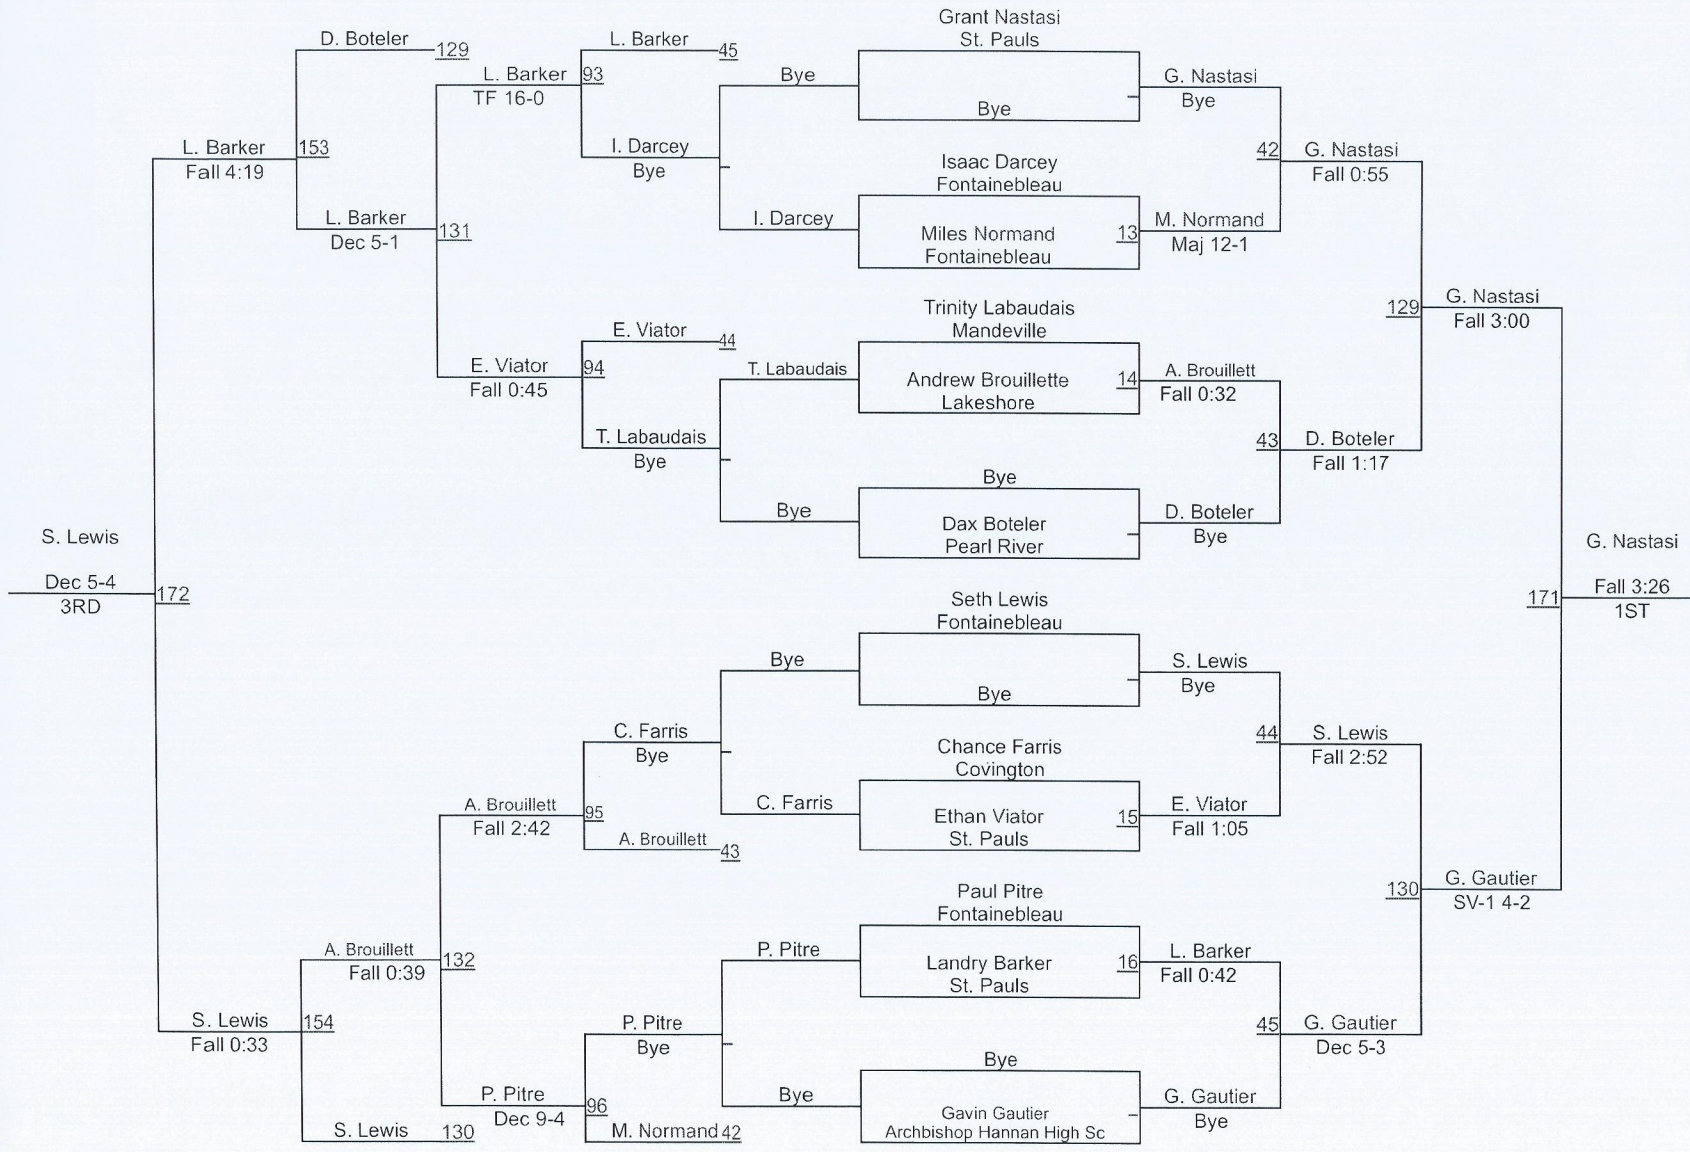 Grant Nastasi
St. Pauls
D. Boteler
129
L. Barker
45
L. Barker
93
TF 16-0
Bye
Bye
G. Nastasi
Bye
L. Barker
153
Fall 4:19
I. Darcey
Bye
Isaac Darcey
Fontainebleau
42
G. Nastasi
Fall 0:55
L. Barker
131
Dec 5-1
I. Darcey
Miles Normand
Fontainebleau
13
M. Normand
Maj 12-1
Trinity Labaudais
Mandeville
129
G. Nastasi
Fall 3:00
E. Viator
44
E. Viator
94
Fall 0:45
T. Labaudais
Andrew Brouillette
Lakeshore
14
A. Brouillett
Fall 0:32
T. Labaudais
Bye
43
D. Boteler
Fall 1:17
Bye
Bye
Dax Boteler
Pearl River
D. Boteler
Bye
S. Lewis
Dec 5-4
3RD
172
G. Nastasi
171
Fall 3:26
1ST
Seth Lewis
Fontainebleau
Bye
Bye
S. Lewis
Bye
C. Farris
Bye
Chance Farris
Covington
44
S. Lewis
Fall 2:52
A. Brouillett
95
Fall 2:42
C. Farris
Ethan Viator
St. Pauls
15
E. Viator
Fall 1:05
A. Brouillett
43
Paul Pitre
Fontainebleau
130
G. Gautier
SV-1 4-2
A. Brouillett
132
Fall 0:39
P. Pitre
Landry Barker
St. Pauls
16
L. Barker
Fall 0:42
S. Lewis
154
Fall 0:33
P. Pitre
Bye
45
G. Gautier
Dec 5-3
Bye
P. Pitre
96
Dec 9-4
Bye
Gavin Gautier
Archbishop Hannan High Sc
G. Gautier
Bye
S. Lewis
130
M. Normand
42